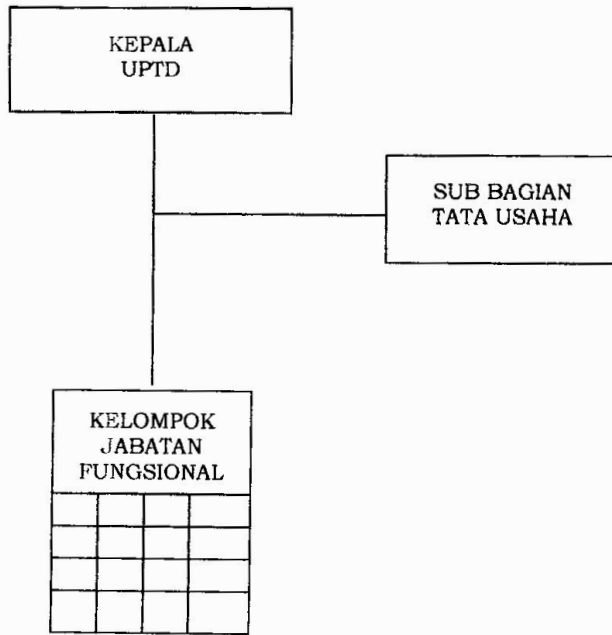 KEPALA
UPTD
SUB BAGIAN
TATA USAHA
KELOMPOK
JABATAN
FUNGSIONAL